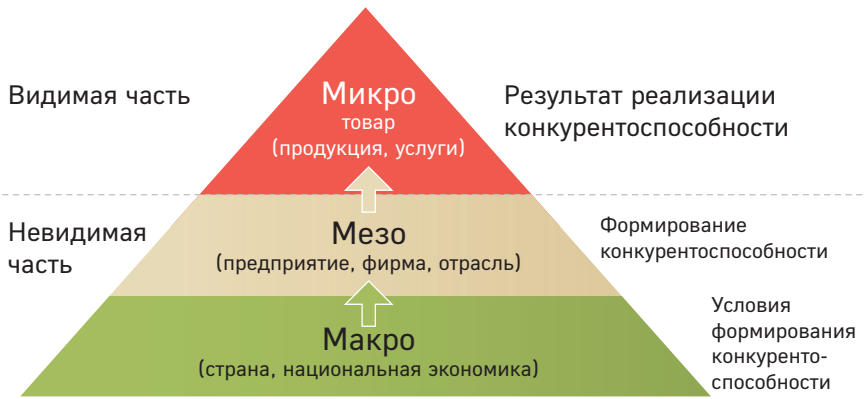 Видимая часть
Микро
товар
(продукция, услуги)
Результат реализации
конкурентоспособности
Невидимая
часть
Мезо
(предприятие, фирма, отрасль)
Формирование
конкурентоспособности
Макро
(страна, национальная экономика)
Условия
формирования
конкуренто-
способности